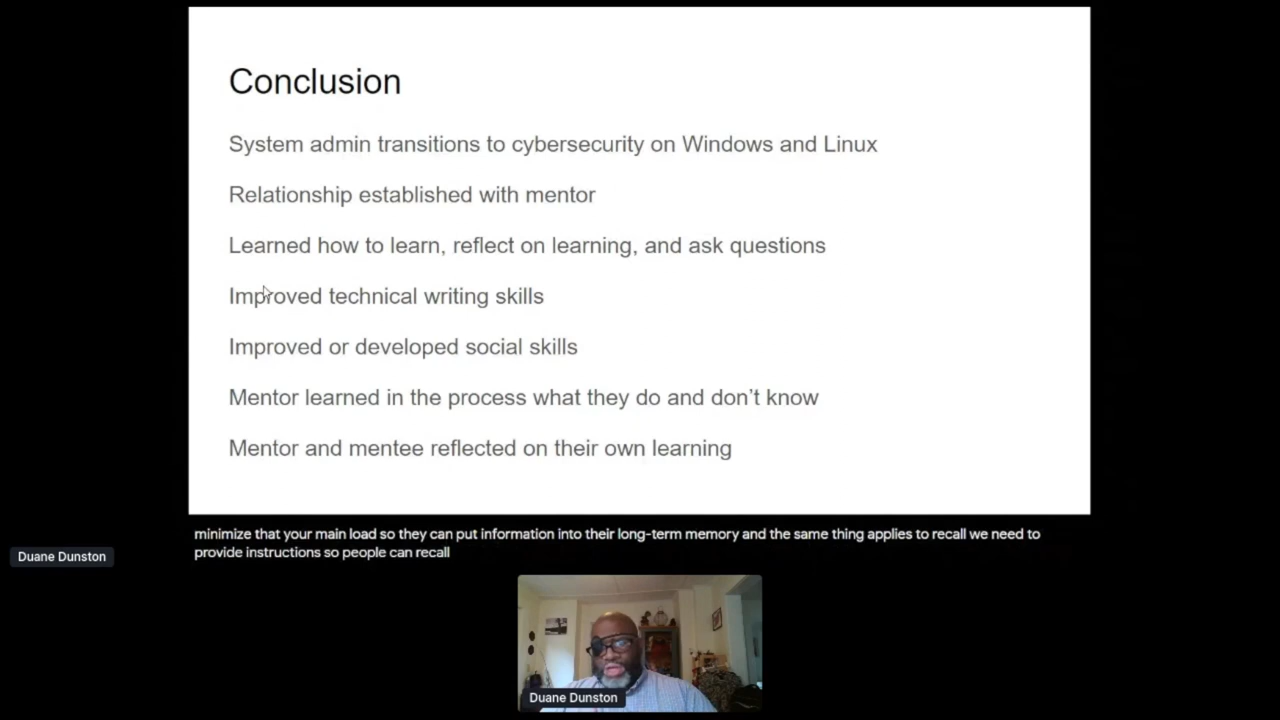 Conclusion
System admin transitions to cybersecurity on Windows and Linux
Relationship established with mentor
Learned how to learn, reflect on learning, and ask questions
Improved technical writing skills
Improved or developed social skills
Mentor learned in the process what they do and don’t know
Mentor and mentee reflected on their own learning
minimize that your main load so they can put information into their long-term memory and the same thing applies to recall we need to
provide instructions so people can recall
Duane Dunston
Duane Dunston